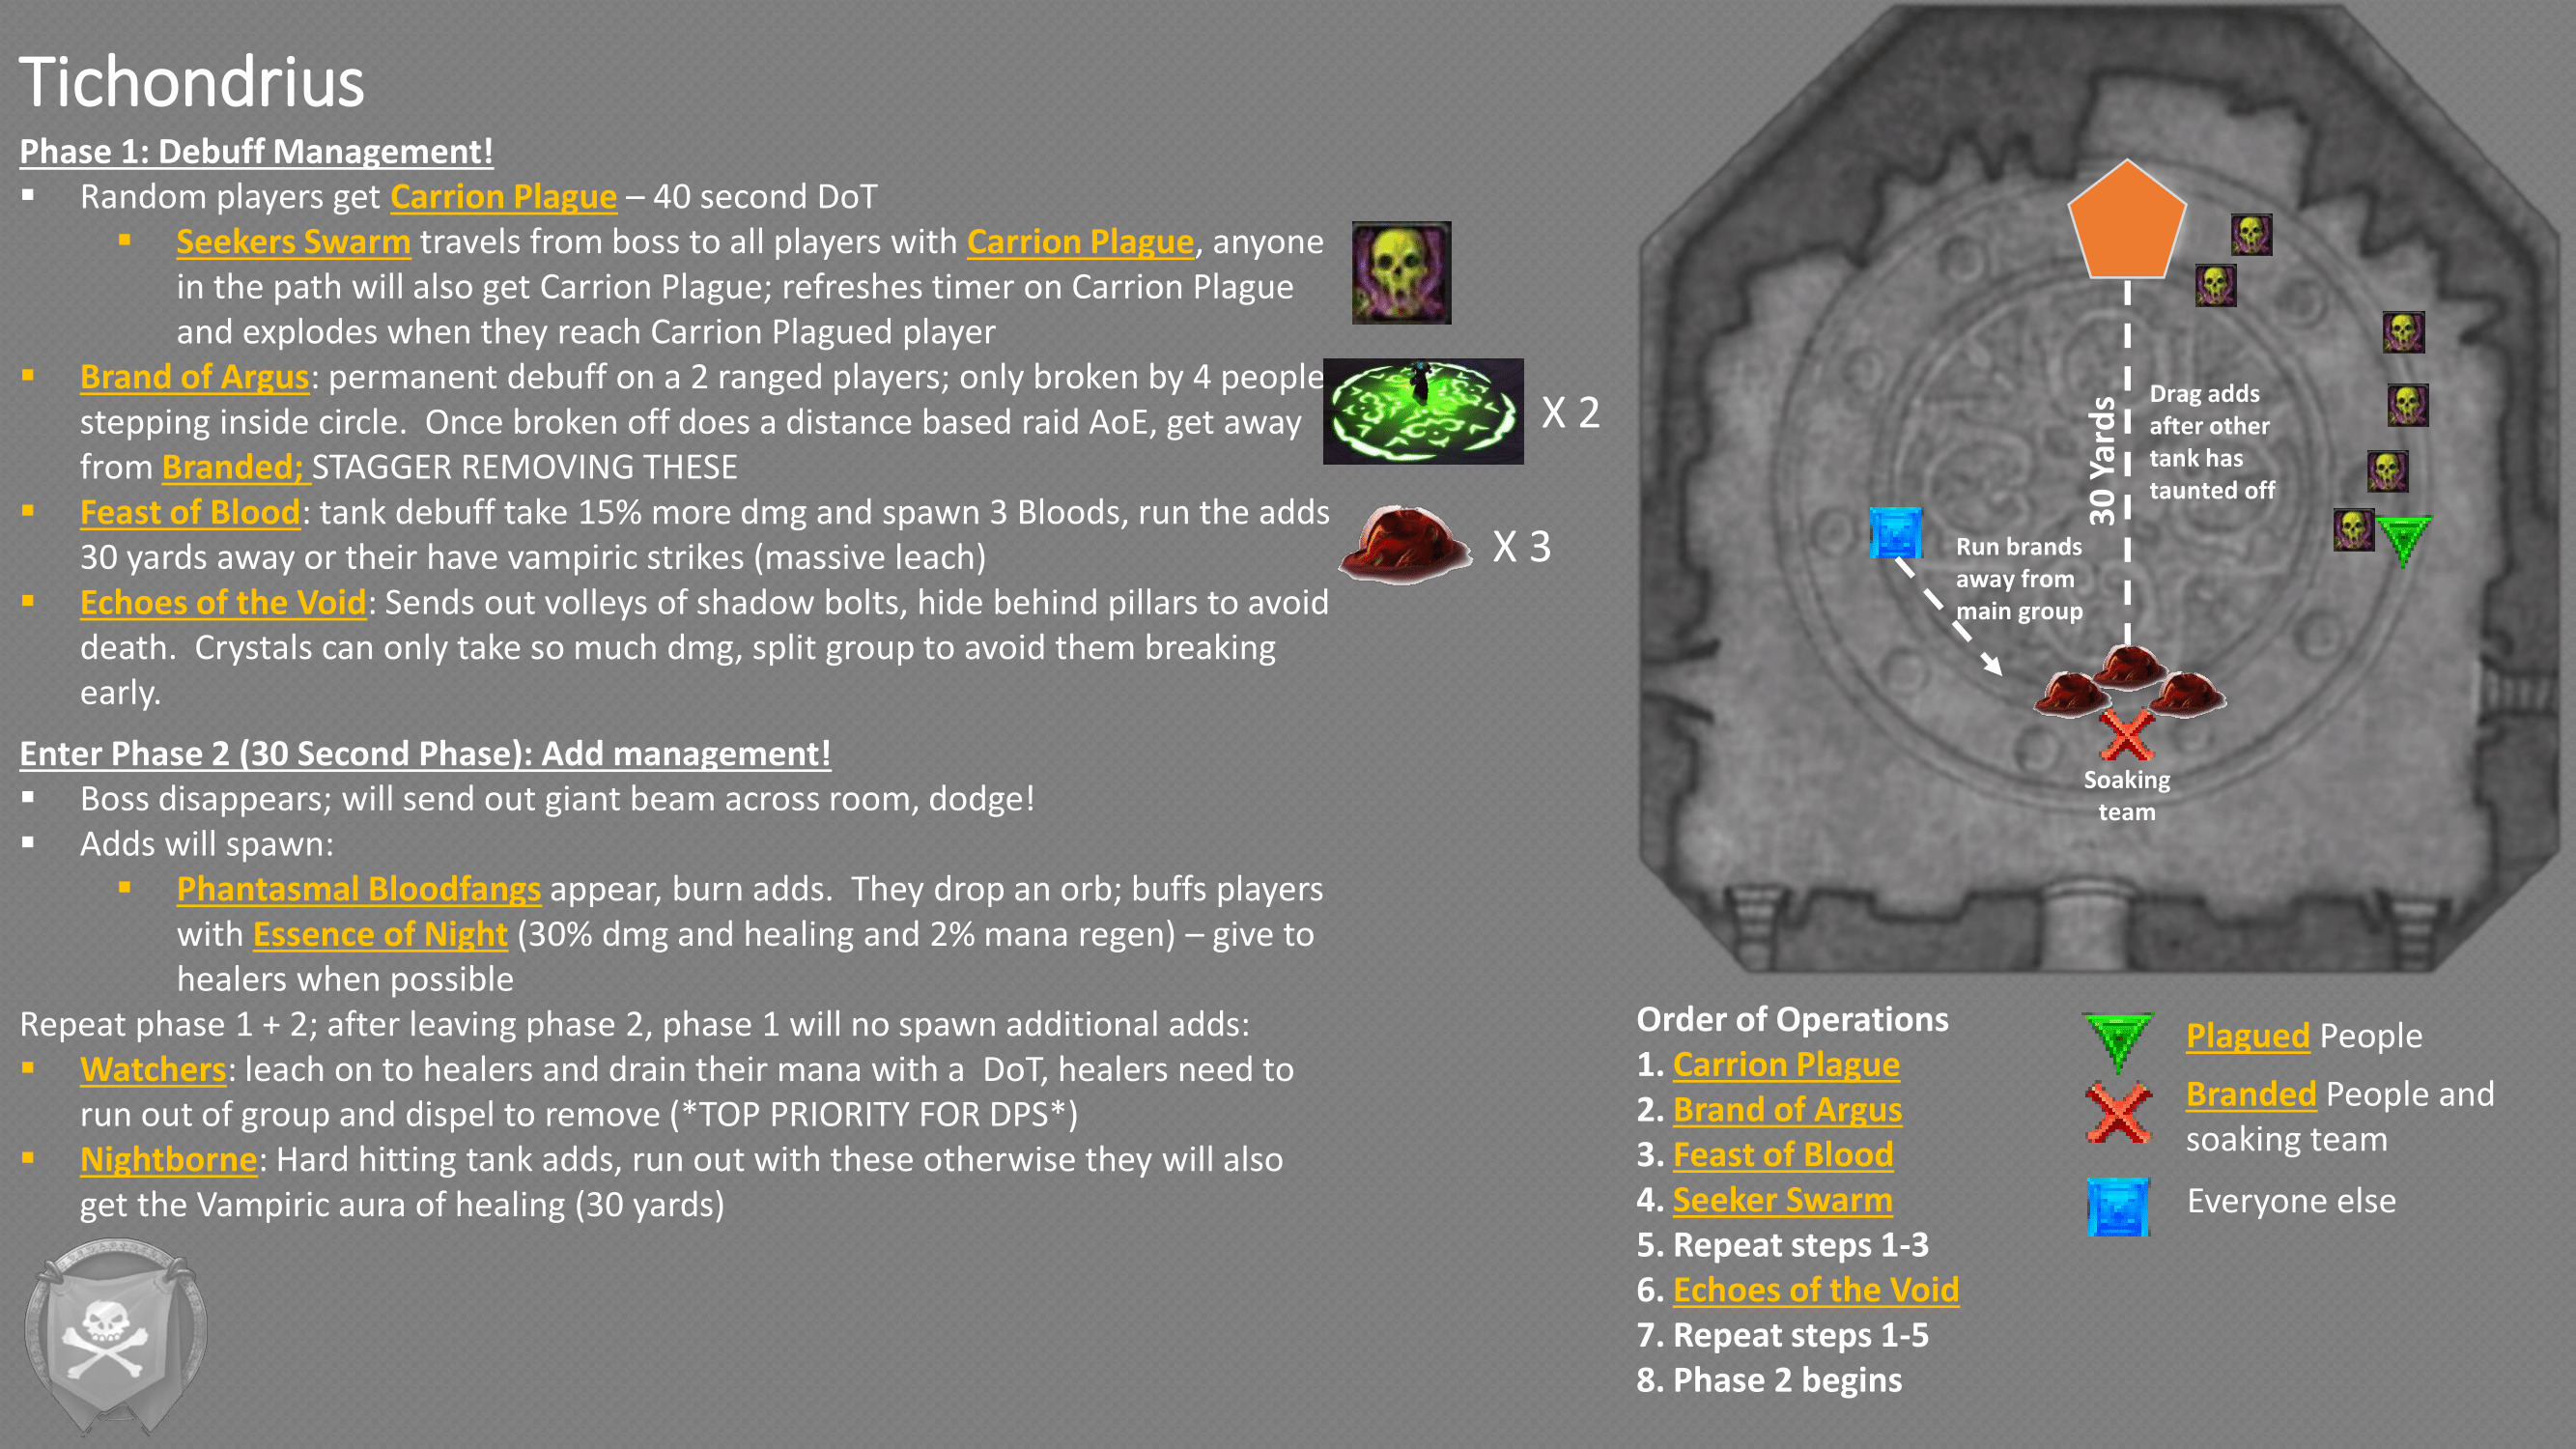 Tichondrius
Phase 1: Debuff Management!
Random players get Carrion Plague – 40 second DoT
Seekers Swarm travels from boss to all players with Carrion Plague, anyone
in the path will also get Carrion Plague; refreshes timer on Carrion Plague
and explodes when they reach Carrion Plagued player
Brand of Argus: permanent debuff on a 2 ranged players; only broken by 4 people
stepping inside circle.  Once broken off does a distance based raid AoE, get away
from Branded; STAGGER REMOVING THESE
Feast of Blood: tank debuff take 15% more dmg and spawn 3 Bloods, run the adds
30 yards away or their have vampiric strikes (massive leach)
Echoes of the Void: Sends out volleys of shadow bolts, hide behind pillars to avoid
death.  Crystals can only take so much dmg, split group to avoid them breaking
early.
Enter Phase 2 (30 Second Phase): Add management!
Boss disappears; will send out giant beam across room, dodge!
Adds will spawn:
Phantasmal Bloodfangs appear, burn adds.  They drop an orb; buffs players
with Essence of Night (30% dmg and healing and 2% mana regen) – give to
healers when possible
Repeat phase 1 + 2; after leaving phase 2, phase 1 will no spawn additional adds:
Watchers: leach on to healers and drain their mana with a  DoT, healers need to
run out of group and dispel to remove (*TOP PRIORITY FOR DPS*)
Nightborne: Hard hitting tank adds, run out with these otherwise they will also
get the Vampiric aura of healing (30 yards)
X 2
X 3
30 Yards
Drag adds
after other
tank has
taunted off
Run brands
away from
main group
Soaking
team
Order of Operations
1. Carrion Plague
2. Brand of Argus
3. Feast of Blood
4. Seeker Swarm
5. Repeat steps 1-3
6. Echoes of the Void
7. Repeat steps 1-5
8. Phase 2 begins
Plagued People
Branded People and
soaking team
Everyone else